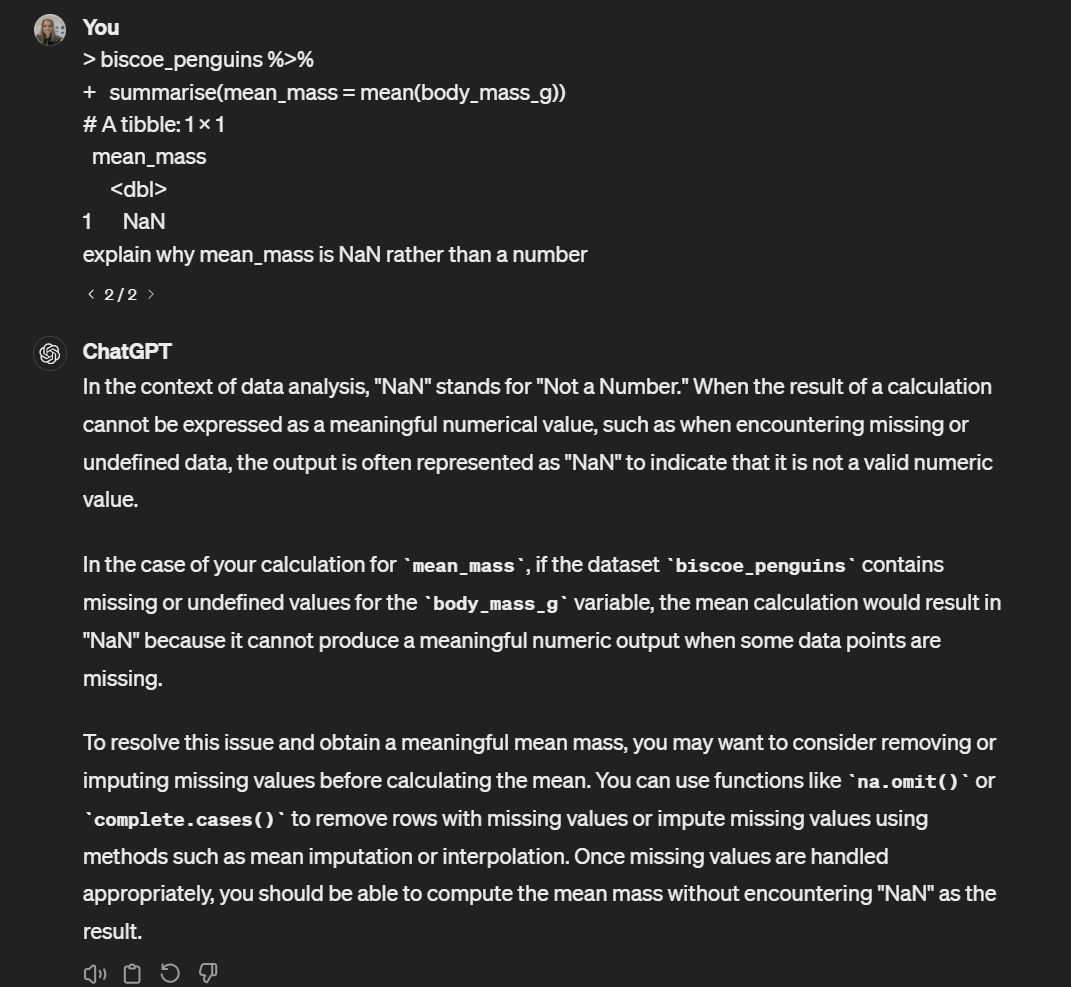 You
> biscoe_penguins %>%
+ summarise(mean_mass = mean(body_mass_g))
# A tibble: 1 × 1
mean_mass
<dbl>
1 NaN
explain why mean_mass is NaN rather than a number
< 2 / 2 >
ChatGPT
In the context of data analysis, "NaN" stands for "Not a Number." When the result of a calculation
cannot be expressed as a meaningful numerical value, such as when encountering missing or
undefined data, the output is often represented as "NaN" to indicate that it is not a valid numeric
value.
In the case of your calculation for `mean_mass`, if the dataset `biscoe_penguins` contains
missing or undefined values for the `body_mass_g` variable, the mean calculation would result in
"NaN" because it cannot produce a meaningful numeric output when some data points are
missing.
To resolve this issue and obtain a meaningful mean mass, you may want to consider removing or
imputing missing values before calculating the mean. You can use functions like `na.omit()` or
`complete.cases()` to remove rows with missing values or impute missing values using
methods such as mean imputation or interpolation. Once missing values are handled
appropriately, you should be able to compute the mean mass without encountering "NaN" as the
result.